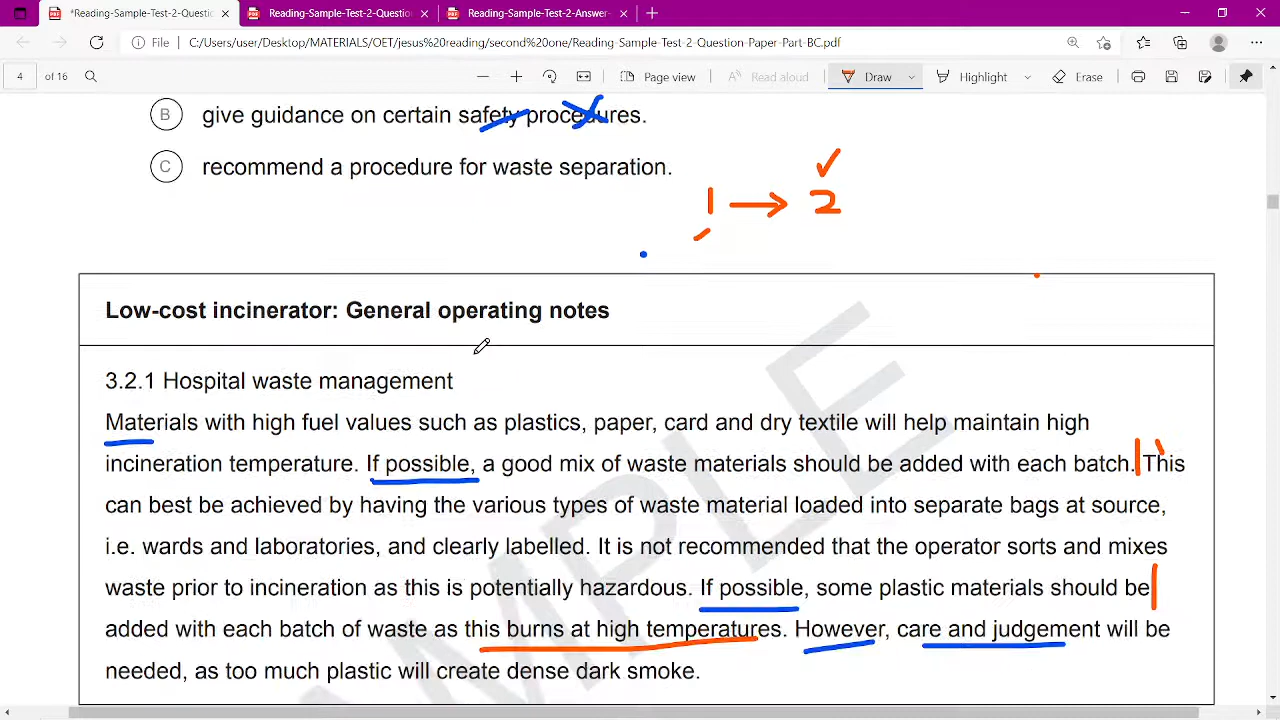 *Reading-Sample-Test-2-Questio
Reading-Sample-Test-2-Questio
Reading-Sample-Test-2-Answer-
File
C:/Users/user/Desktop/MATERIALS/OET/jesus%20reading/second%20one/Reading-Sample-Test-2-Question-Paper-Part-BC.pdf
4 of 16
Page view
Read aloud
Draw
Highlight
Erase
B give guidance on certain safety procedures.
C recommend a procedure for waste separation.
1 → 2
Low-cost incinerator: General operating notes
3.2.1 Hospital waste management
Materials with high fuel values such as plastics, paper, card and dry textile will help maintain high
incineration temperature. If possible, a good mix of waste materials should be added with each batch. This
can best be achieved by having the various types of waste material loaded into separate bags at source,
i.e. wards and laboratories, and clearly labelled. It is not recommended that the operator sorts and mixes
waste prior to incineration as this is potentially hazardous. If possible, some plastic materials should be
added with each batch of waste as this burns at high temperatures. However, care and judgement will be
needed, as too much plastic will create dense dark smoke.